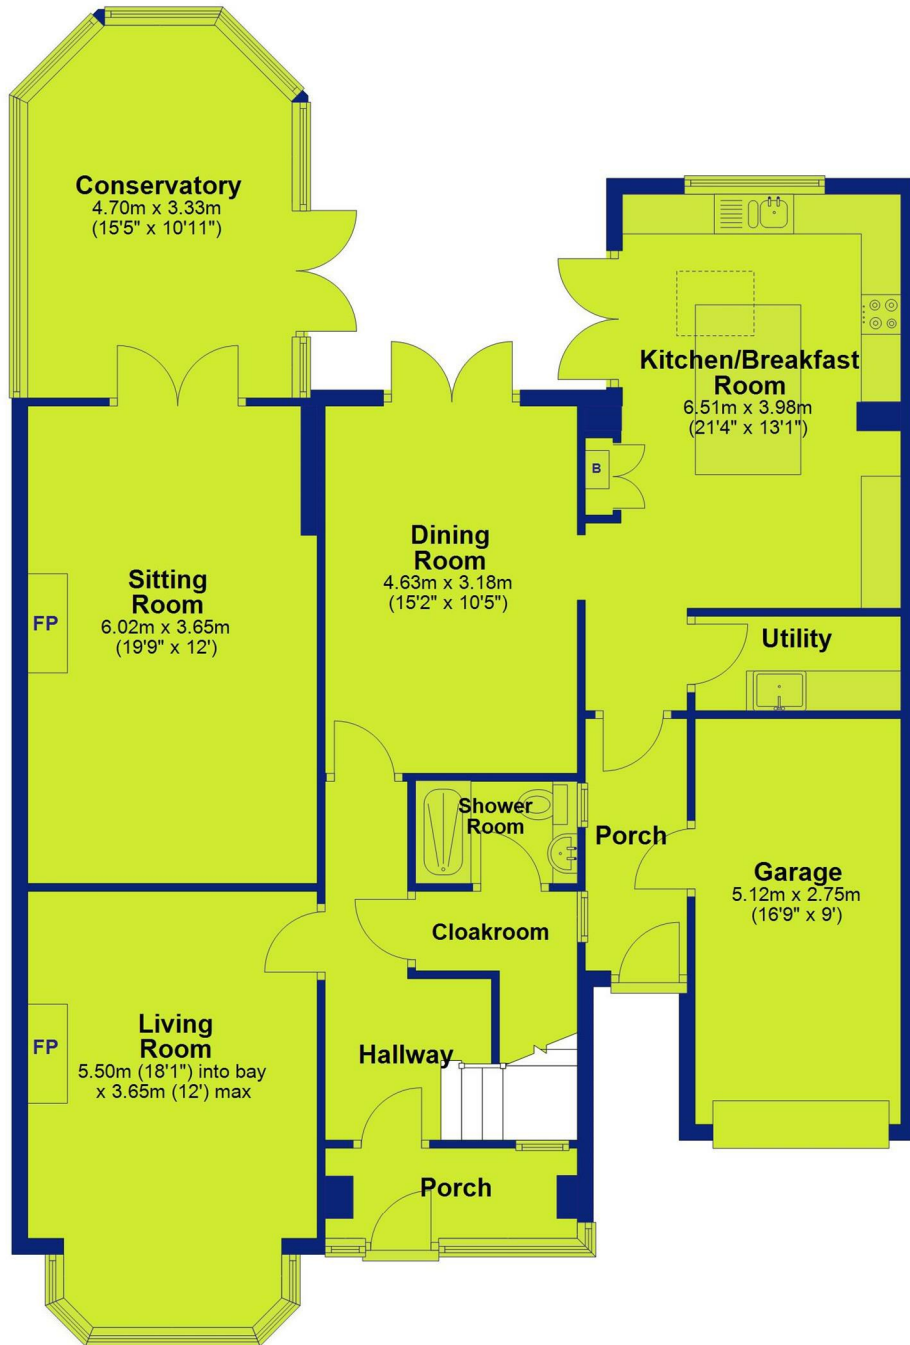 Conservatory
4.70m x 3.33m
(15'5" x 10'11")
Kitchen/Breakfast
Room
6.51m x 3.98m
(21'4" x 13'1")
B
Dining
Room
4.63m x 3.18m
(15'2" x 10'5")
Sitting
Room
6.02m x 3.65m
(19'9" x 12')
FP
Utility
Shower
Room
Porch
Garage
5.12m x 2.75m
(16'9" x 9')
Cloakroom
Living
Room
5.50m (18'1") into bay
x 3.65m (12') max
FP
Hallway
Porch